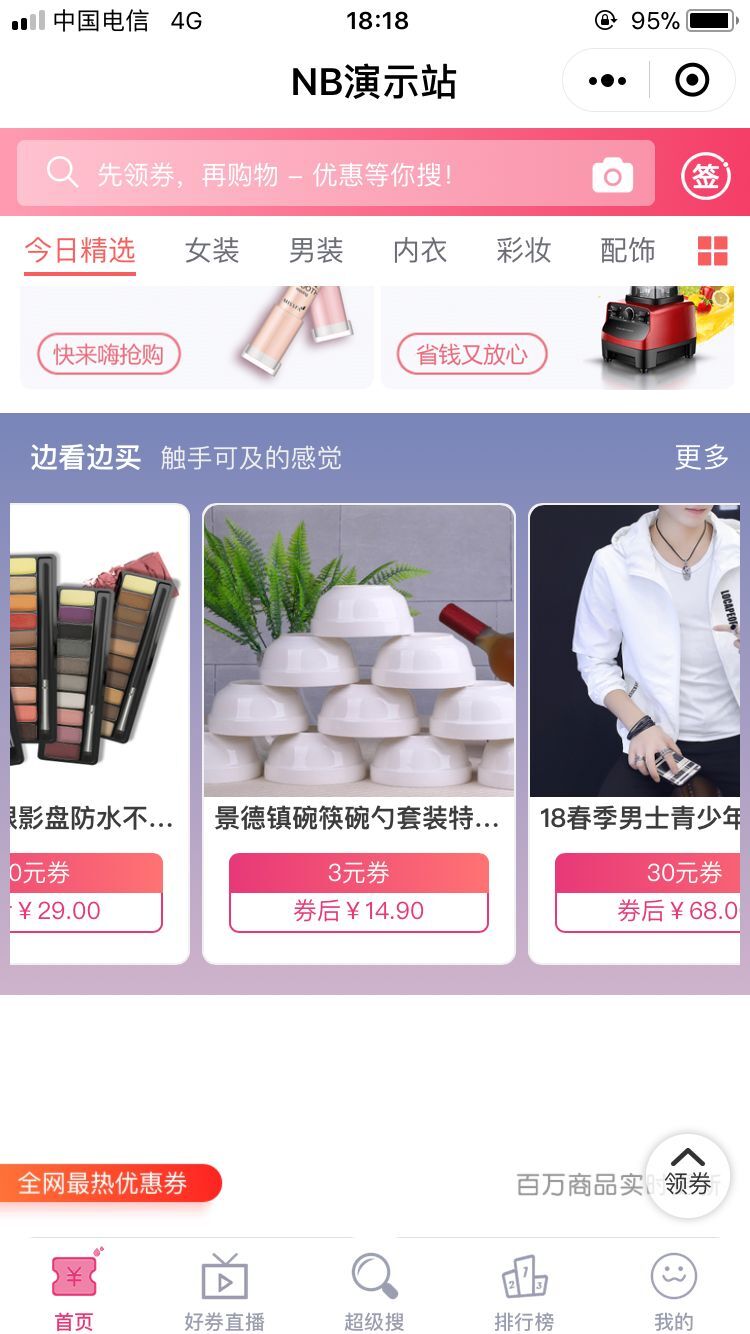 中国电信 4G 18:18 95%
NB演示站
先领券，再购物 – 优惠等你搜！
签
今日精选 女装 男装 内衣 彩妆 配饰
快来嗨抢购 省钱又放心
边看边买 触手可及的感觉 更多
影盘防水不... 景德镇碗筷碗勺套装特... 18春季男士青少年
0元券 3元券 30元券
￥29.00 券后￥14.90 券后￥68.0
全网最热优惠券 百万商品实时
领券
首页 好券直播 超级搜 排行榜 我的